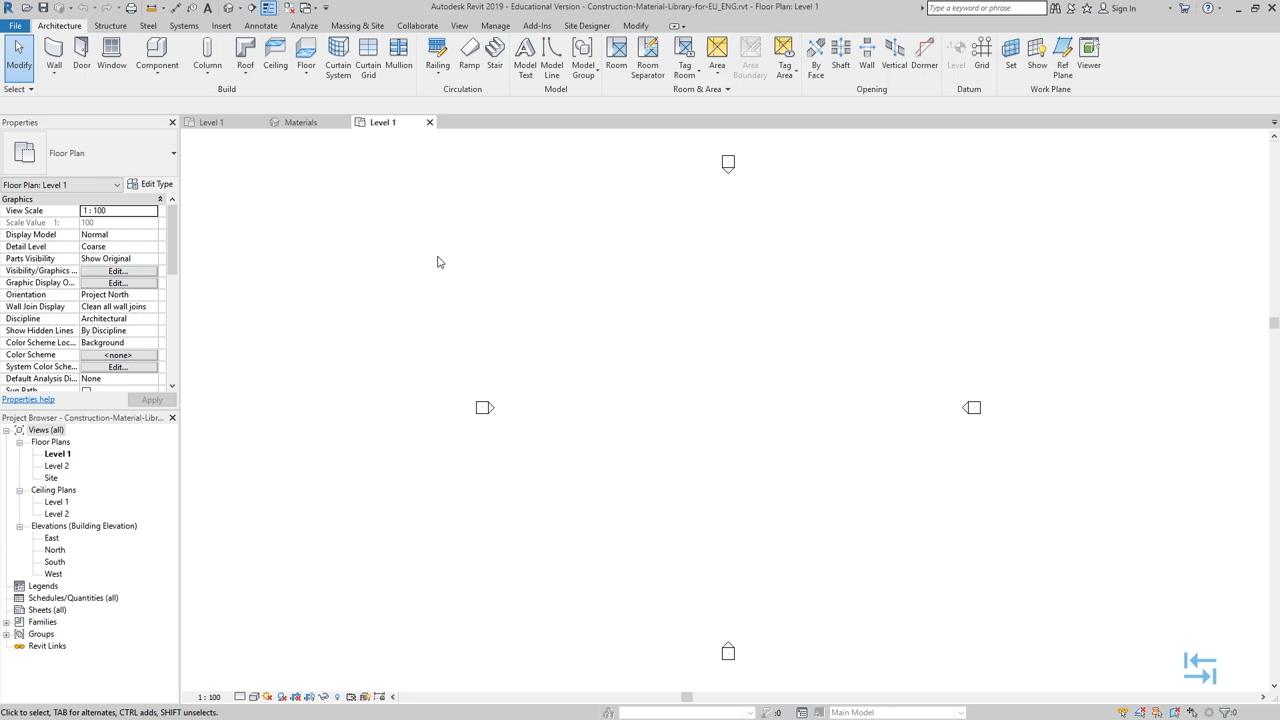 Autodesk Revit 2019 - Educational Version - Construction-Material-Library-for-EU_ENG.rvt - Floor Plan: Level 1
Type a keyword or phrase
Sign In
File Architecture Structure Steel Systems Insert Annotate Analyze Massing & Site Collaborate View Manage Add-Ins Site Designer Modify
Modify Wall Door Window Component Column Roof Ceiling Floor Curtain System Curtain Grid Mullion Railing Ramp Stair Model Text Model Line Model Group Room Room Separator Tag Room Area Area Boundary Tag Area By Face Shaft Wall Vertical Dormer Level Grid Set Show Ref Plane Viewer
Select Build Circulation Model Room & Area Opening Datum Work Plane
Properties
Level 1 Materials Level 1
Floor Plan
Floor Plan: Level 1 Edit Type
Graphics
View Scale 1 : 100
Scale Value 1: 100
Display Model Normal
Detail Level Coarse
Parts Visibility Show Original
Visibility/Graphics ... Edit...
Graphic Display O... Edit...
Orientation Project North
Wall Join Display Clean all wall joins
Discipline Architectural
Show Hidden Lines By Discipline
Color Scheme Loc... Background
Color Scheme <none>
System Color Sche... Edit...
Default Analysis Di... None
Sun Path
Properties help Apply
Project Browser - Construction-Material-Libr...
Views (all)
Floor Plans
Level 1
Level 2
Site
Ceiling Plans
Level 1
Level 2
Elevations (Building Elevation)
East
North
South
West
Legends
Schedules/Quantities (all)
Sheets (all)
Families
Groups
Revit Links
1 : 100
Click to select, TAB for alternates, CTRL adds, SHIFT unselects.
:0
Main Model
:0